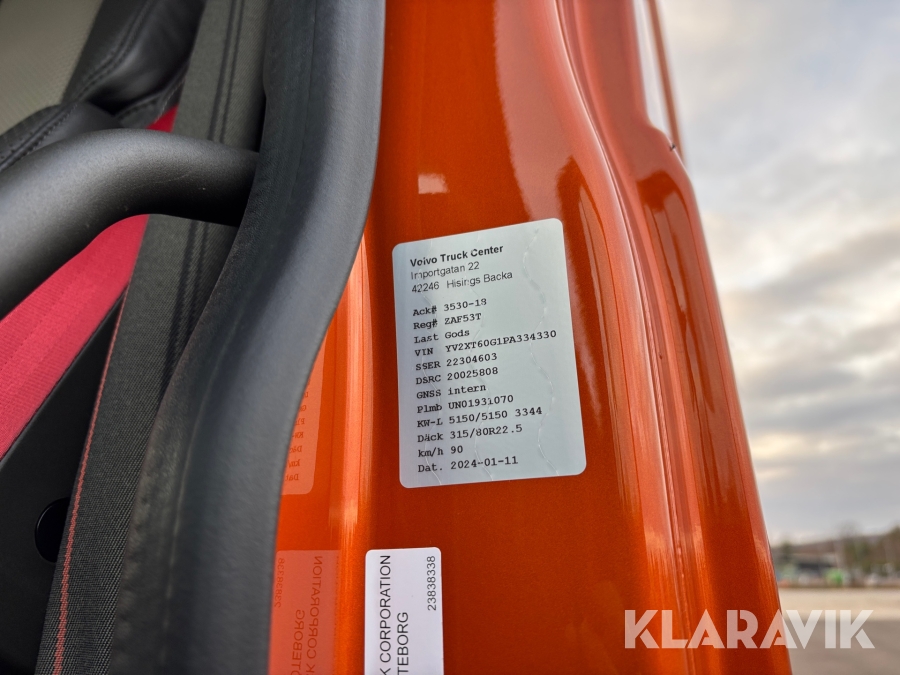 Volvo Truck Center
Importgatan 22
42246 Hisings Backa
Ack# 3530-18
Reg# ZAF53T
Last Gods
VIN YV2XT60G1PA334330
SSER 22304603
DSRC 20025808
GNSS intern
Plmb UN01931070
KW-L 5150/5150 3344
Däck 315/80R22.5
km/h 90
Dat. 2024-01-11
K CORPORATION
TEBORG
23838338
KLARAVIK